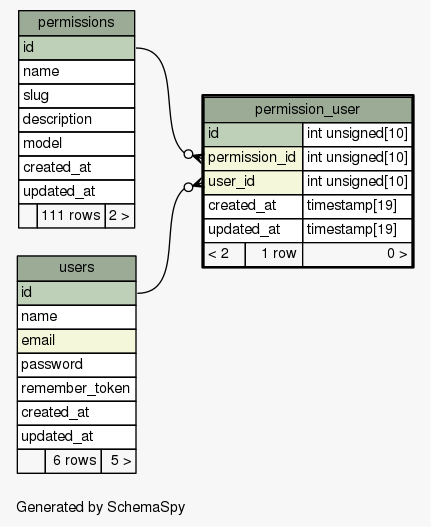 permissions
id
name
slug
description
model
created_at
updated_at
111 rows 2 >
permission_user
id int unsigned[10]
permission_id int unsigned[10]
user_id int unsigned[10]
created_at timestamp[19]
updated_at timestamp[19]
< 2 1 row 0 >
users
id
name
email
password
remember_token
created_at
updated_at
6 rows 5 >
Generated by SchemaSpy